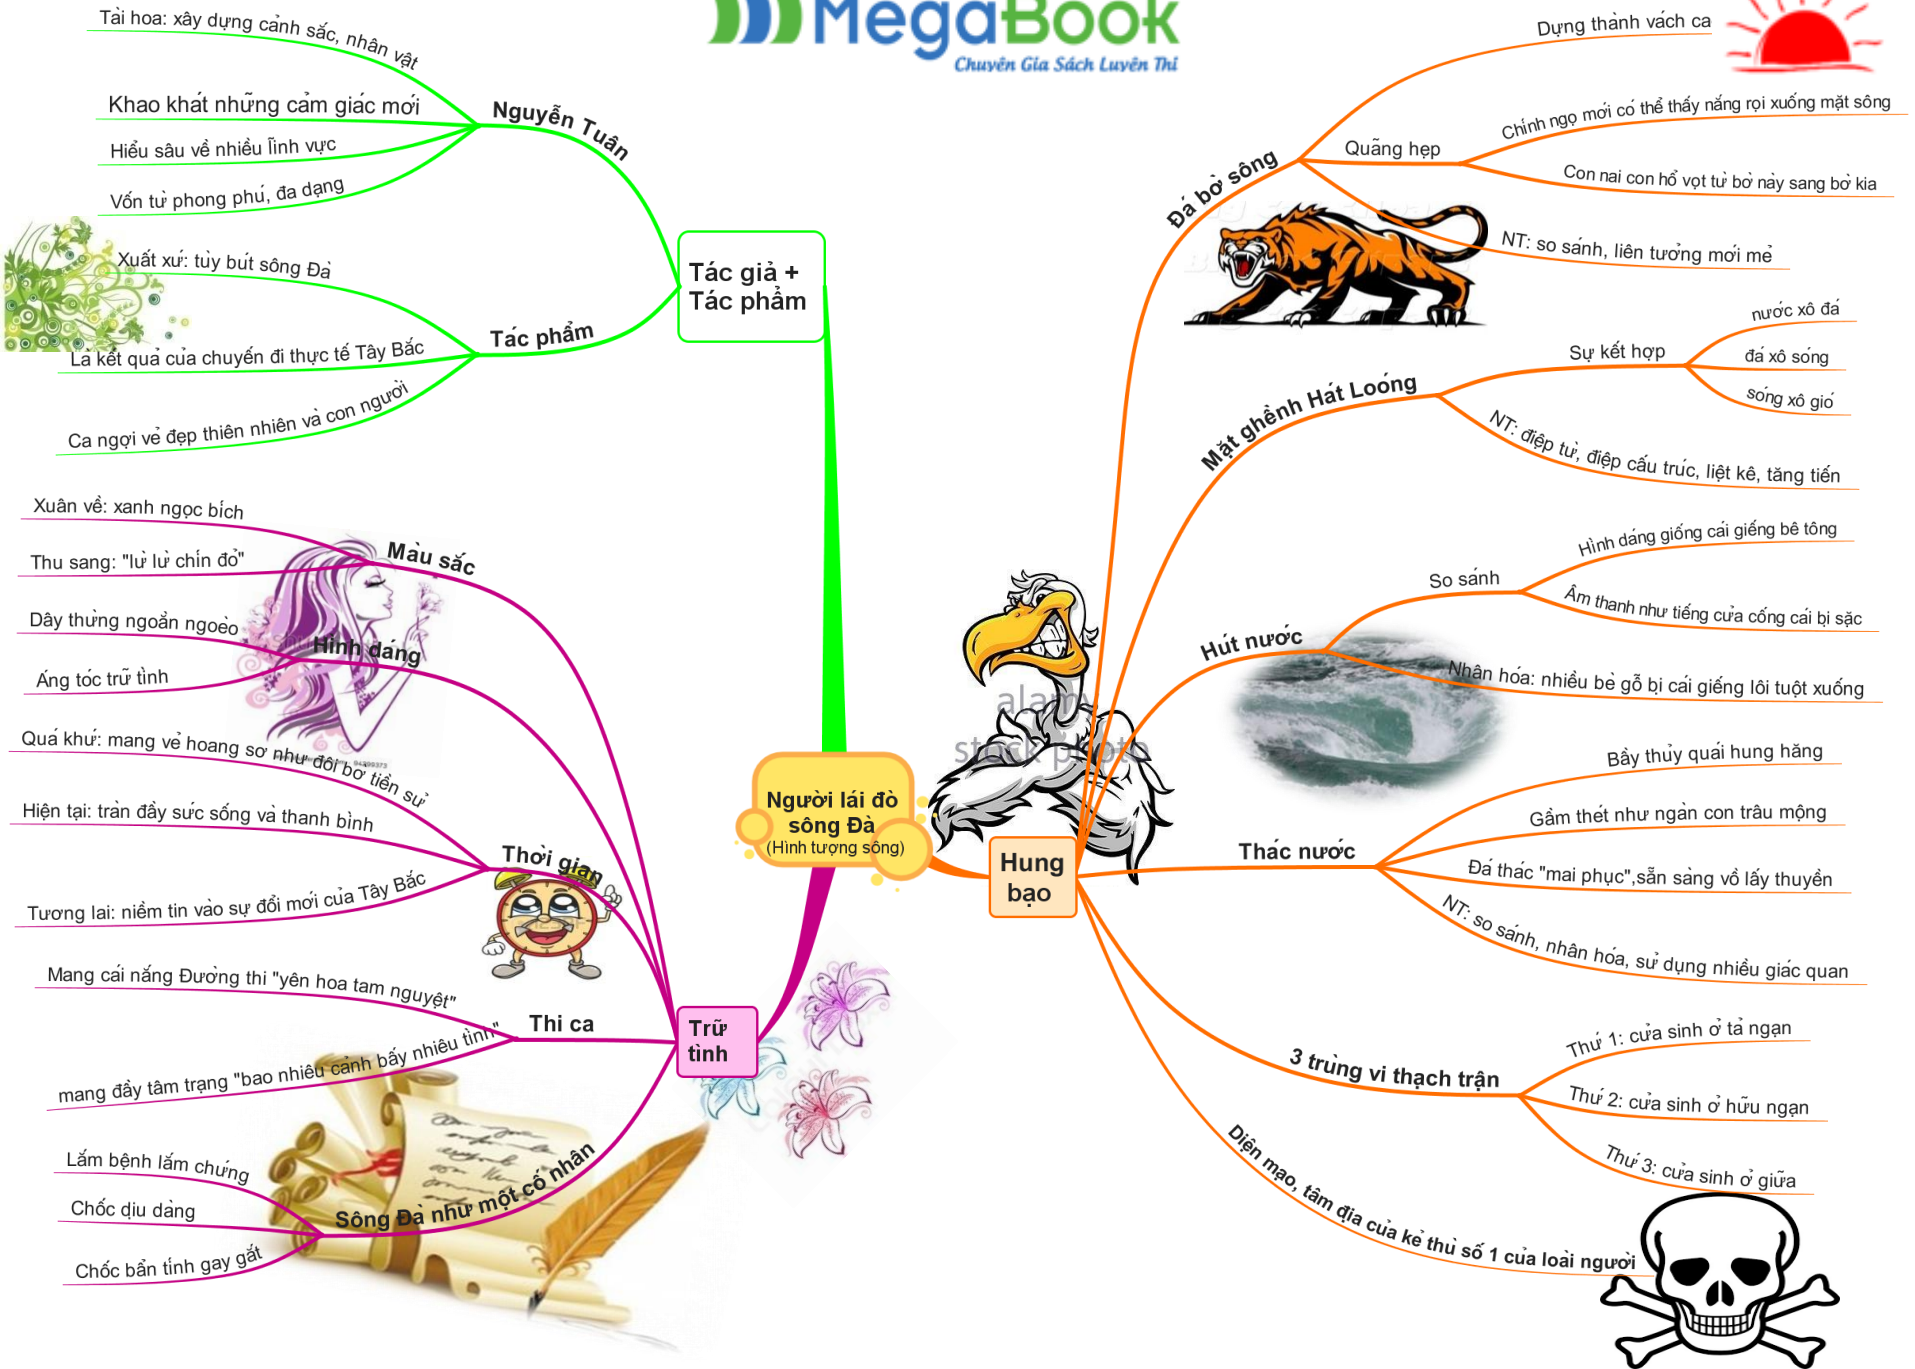 MegaBook
Chuyên Gia Sách Luyện Thi
Người lái đò
sông Đà
(Hình tượng sông)
Tác giả +
Tác phẩm
Nguyễn Tuân
Tài hoa: xây dựng cảnh sắc, nhân vật
Khao khát những cảm giác mới
Hiểu sâu về nhiều lĩnh vực
Vốn từ phong phú, đa dạng
Tác phẩm
Xuất xứ: tùy bút sông Đà
Là kết quả của chuyến đi thực tế Tây Bắc
Ca ngợi vẻ đẹp thiên nhiên và con người
Trữ
tình
Màu sắc
Xuân về: xanh ngọc bích
Thu sang: "lừ lừ chín đỏ"
Hình dáng
Dây thừng ngoằn ngoèo
Áng tóc trữ tình
Thời gian
Quá khứ: mang vẻ hoang sơ như đôi bờ tiền sử
Hiện tại: tràn đầy sức sống và thanh bình
Tương lai: niềm tin vào sự đổi mới của Tây Bắc
Thi ca
Mang cái nắng Đường thi "yên hoa tam nguyệt"
mang đầy tâm trạng "bao nhiêu cảnh bấy nhiêu tình"
Sông Đà như một cố nhân
Lắm bệnh lắm chứng
Chốc dịu dàng
Chốc bẳn tính gay gắt
Hung
bạo
Đá bờ sông
Dựng thành vách ca
Quãng hẹp
Chính ngọ mới có thể thấy nắng rọi xuống mặt sông
Con nai con hổ vọt từ bờ này sang bờ kia
NT: so sánh, liên tưởng mới mẻ
Mặt ghềnh Hát Loóng
Sự kết hợp
nước xô đá
đá xô sóng
sóng xô gió
NT: điệp từ, điệp cấu trúc, liệt kê, tăng tiến
Hút nước
So sánh
Hình dáng giống cái giếng bê tông
Âm thanh như tiếng cửa cống cái bị sặc
Nhân hóa: nhiều bè gỗ bị cái giếng lôi tuột xuống
Thác nước
Bầy thủy quái hung hăng
Gầm thét như ngàn con trâu mộng
Đá thác "mai phục",sẵn sàng vồ lấy thuyền
NT: so sánh, nhân hóa, sử dụng nhiều giác quan
3 trùng vi thạch trận
Thứ 1: cửa sinh ở tả ngạn
Thứ 2: cửa sinh ở hữu ngạn
Thứ 3: cửa sinh ở giữa
Diện mạo, tâm địa của kẻ thù số 1 của loài người
alamy
stock photo